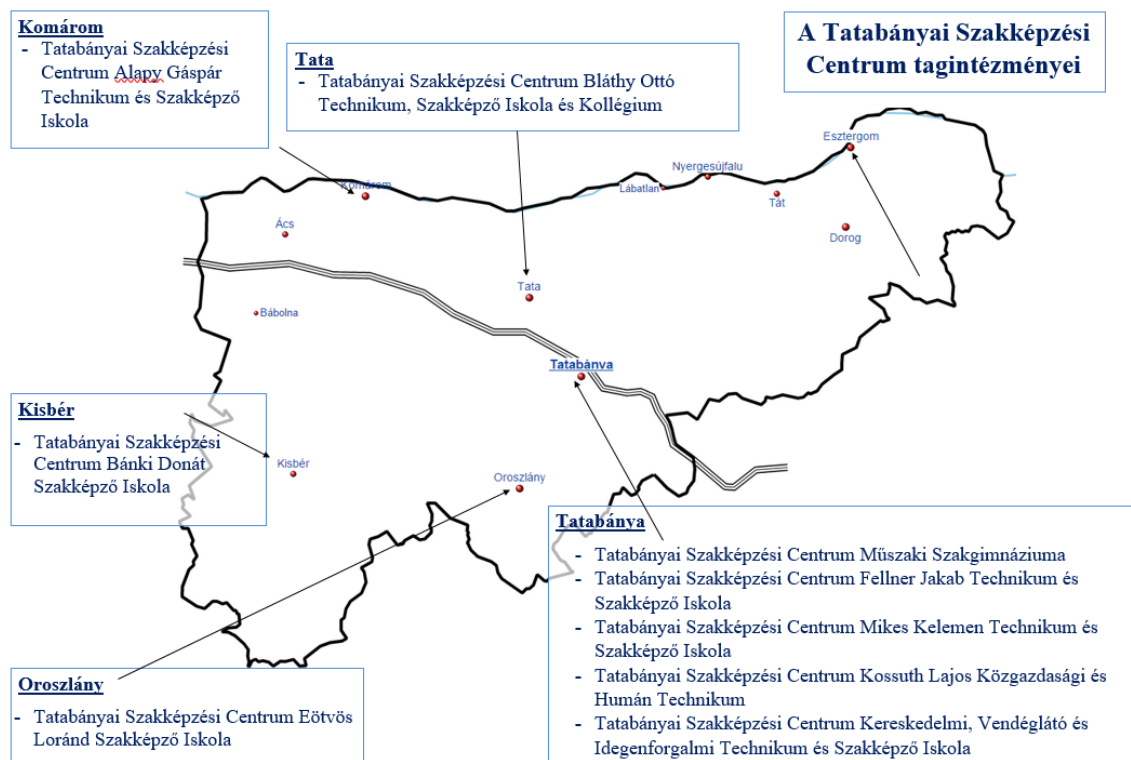 Komárom
- Tatabányai Szakképzési
Centrum Alapy Gáspár
Technikum és Szakképző
Iskola
Tata
- Tatabányai Szakképzési Centrum Bláthy Ottó
Technikum, Szakképző Iskola és Kollégium
A Tatabányai Szakképzési
Centrum tagintézményei
Esztergom
Nyergesújfalu
Komárom
Lábatlan
Tát
Ács
Dorog
Tata
Bábolna
Tatabánya
Kisbér
- Tatabányai Szakképzési
Centrum Bánki Donát
Szakképző Iskola
Kisbér
Oroszlány
Tatabánya
- Tatabányai Szakképzési Centrum Műszaki Szakgimnáziuma
- Tatabányai Szakképzési Centrum Fellner Jakab Technikum és
Szakképző Iskola
- Tatabányai Szakképzési Centrum Mikes Kelemen Technikum és
Szakképző Iskola
- Tatabányai Szakképzési Centrum Kossuth Lajos Közgazdasági és
Humán Technikum
- Tatabányai Szakképzési Centrum Kereskedelmi, Vendéglátó és
Idegenforgalmi Technikum és Szakképző Iskola
Oroszlány
- Tatabányai Szakképzési Centrum Eötvös
Loránd Szakképző Iskola